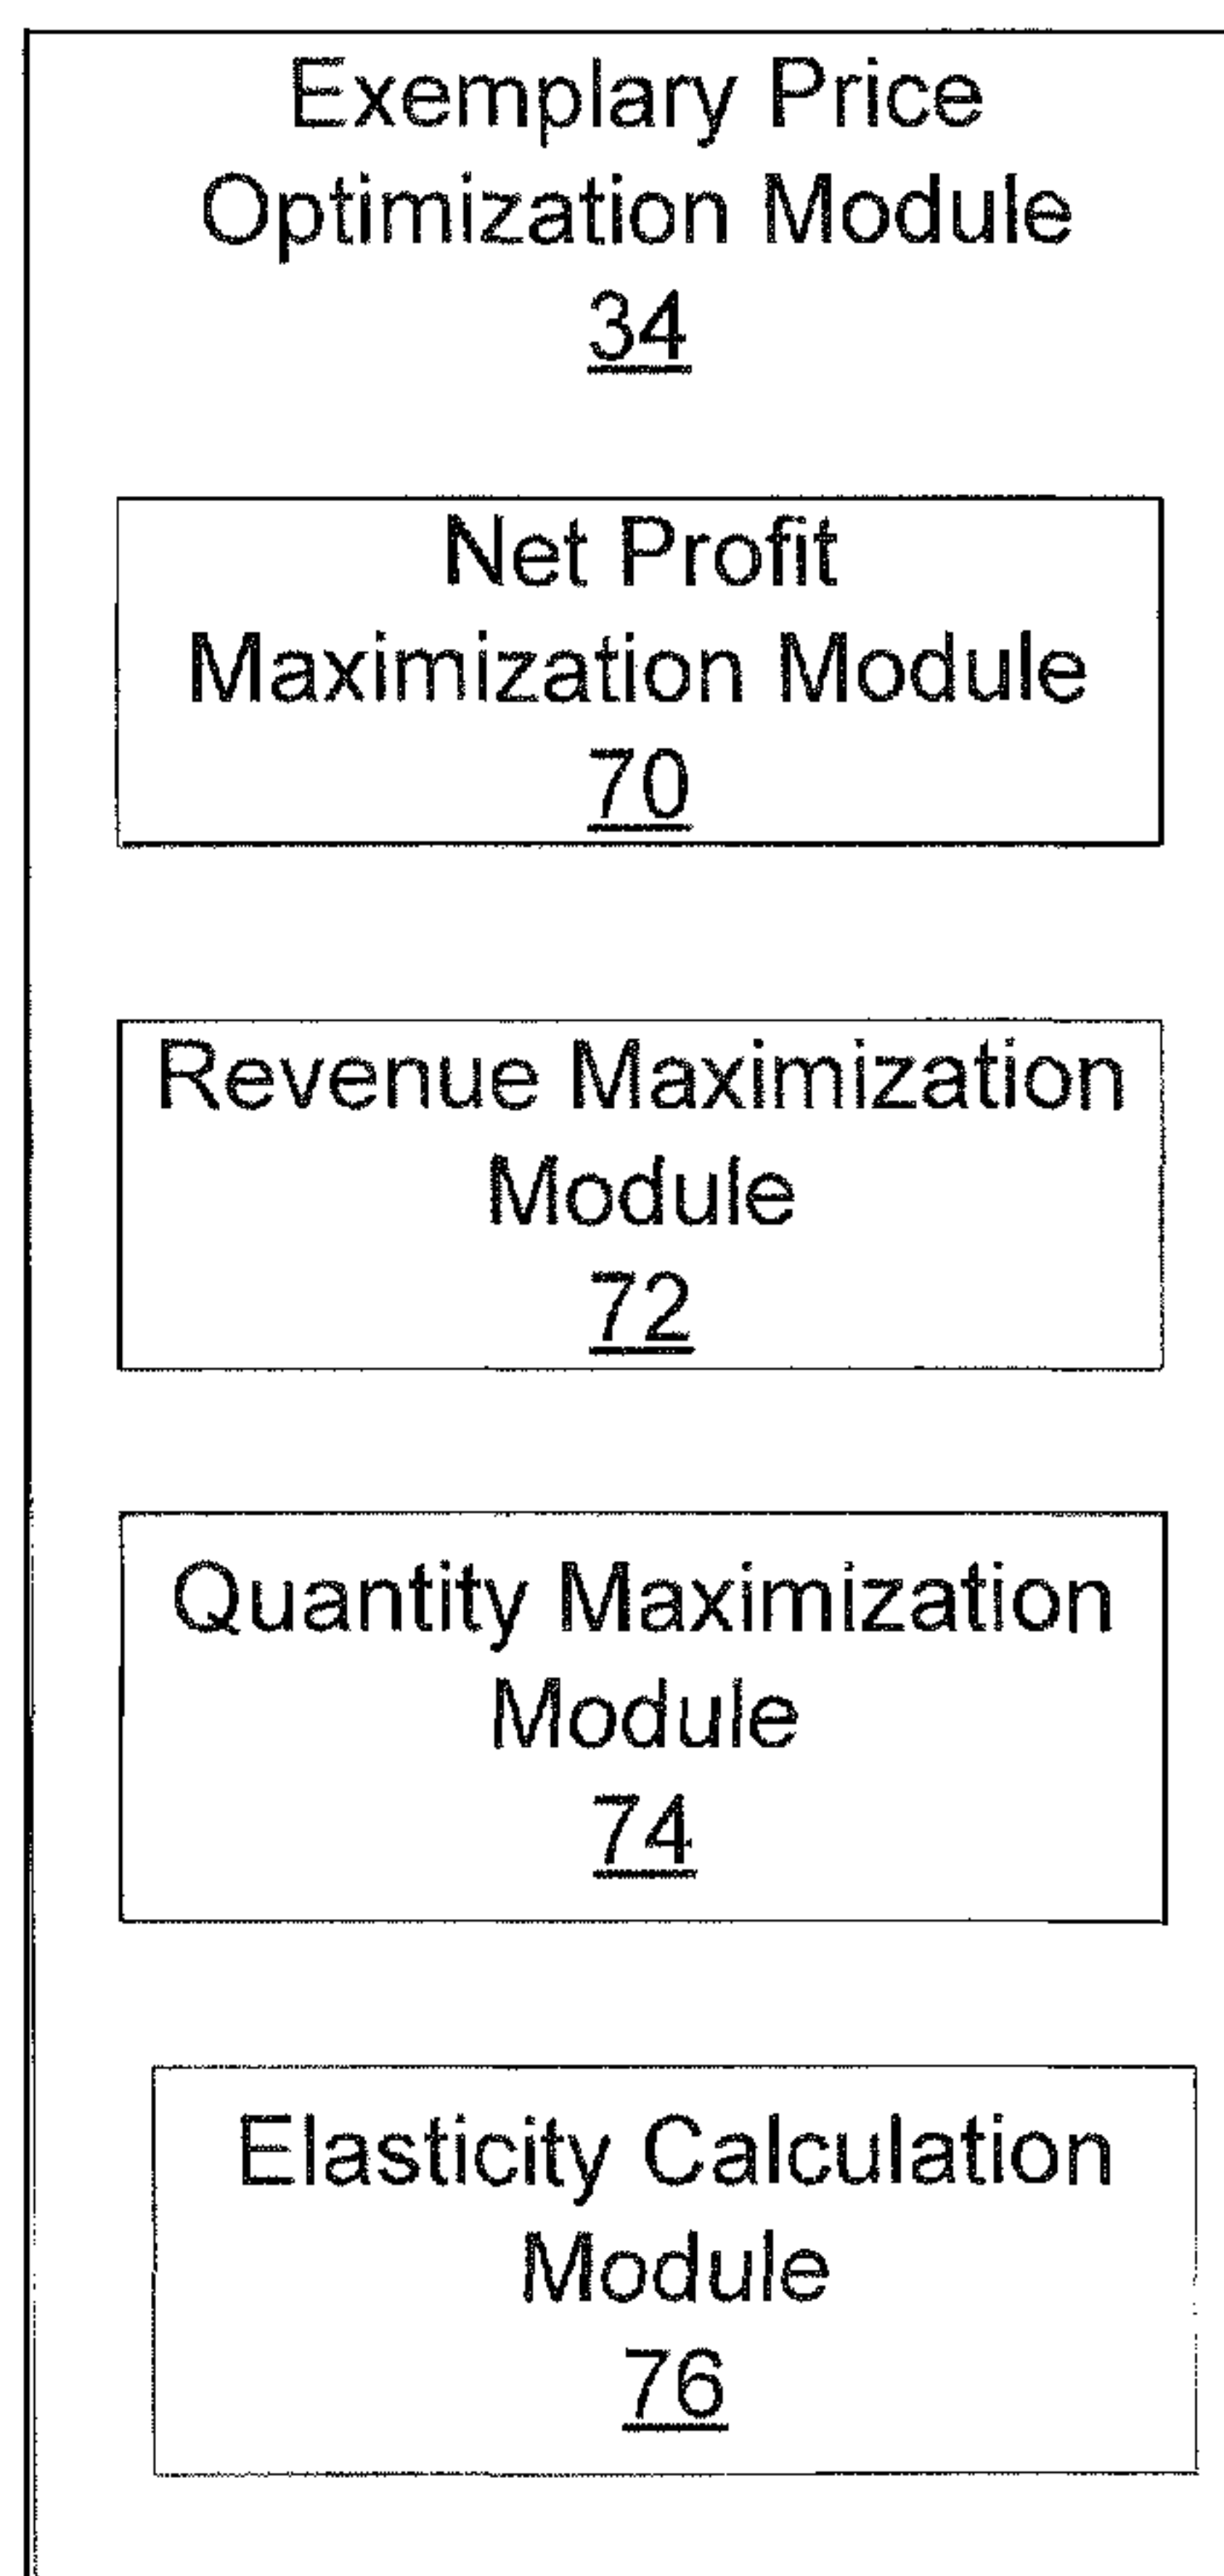 Exemplary Price
Optimization Module
34
Net Profit
Maximization Module
70
Revenue Maximization
Module
72
Quantity Maximization
Module
74
Elasticity Calculation
Module
76